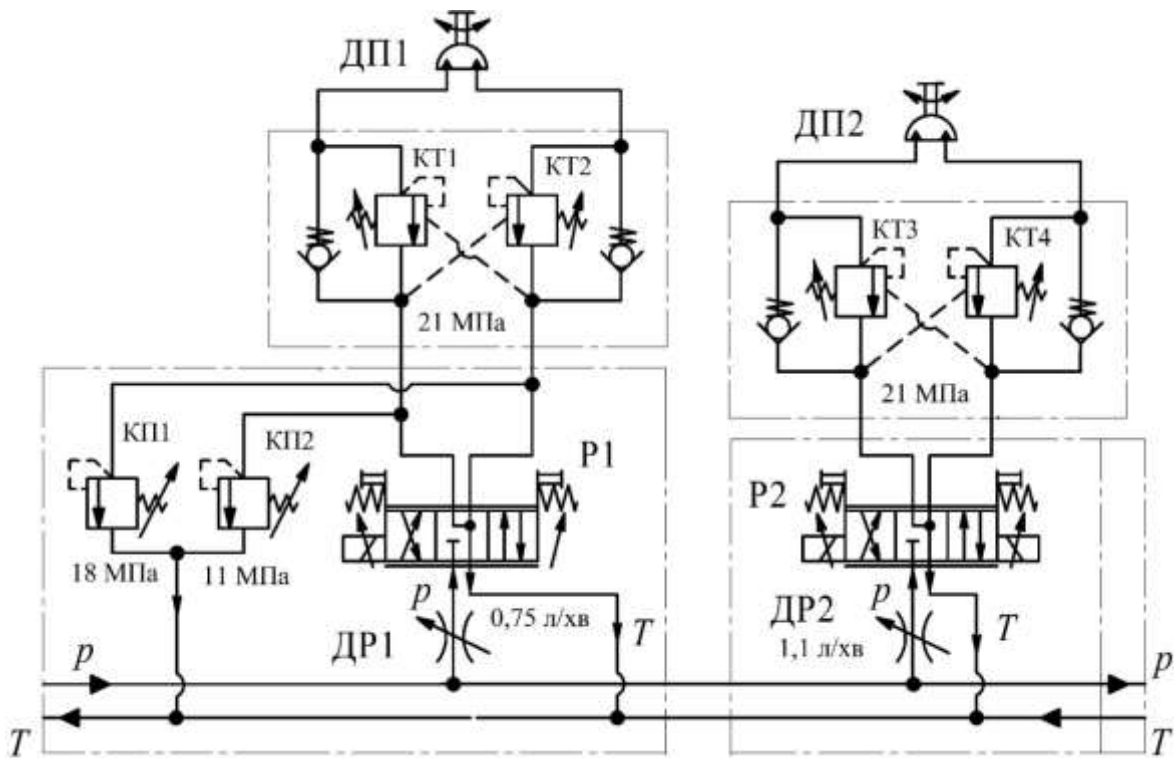 ДП1
ДП2
КТ1
КТ2
КТ3
КТ4
21 МПа
21 МПа
КП1
КП2
Р1
Р2
18 МПа
11 МПа
p
0,75 л/хв
ДР1
T
p
ДР2
1,1 л/хв
T
p
p
T
T